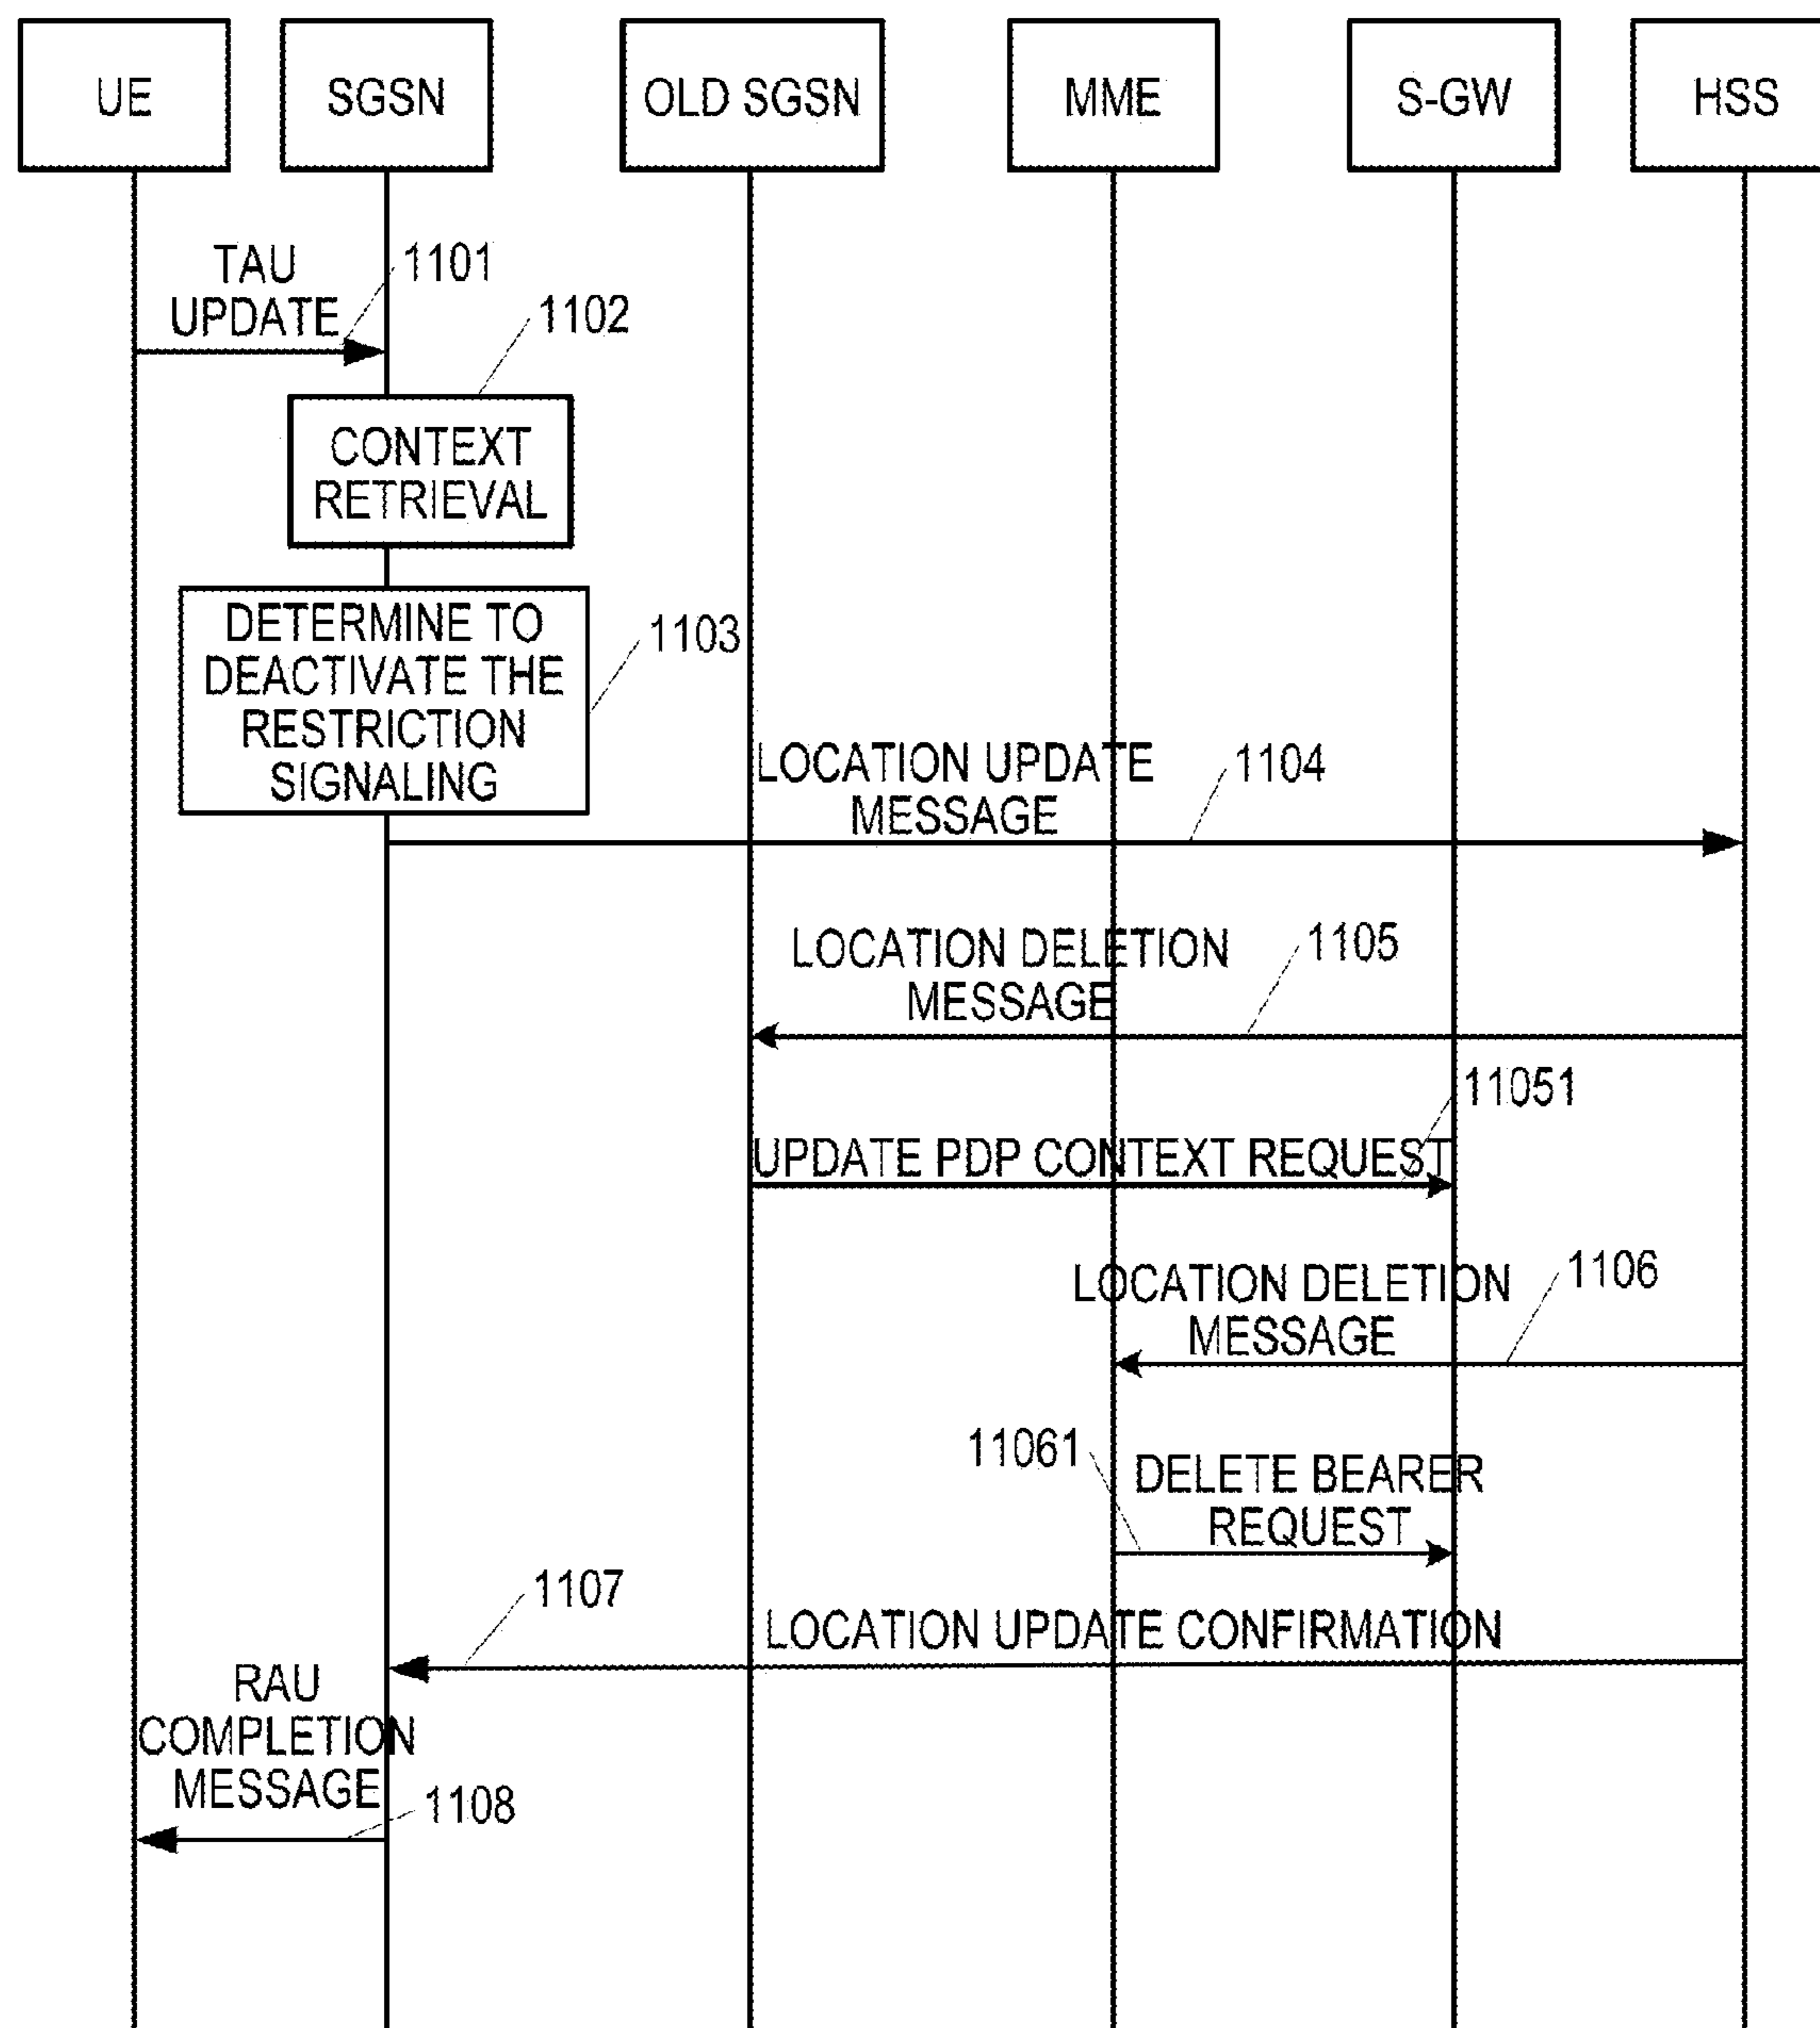 UE
SGSN
OLD SGSN
MME
S-GW
HSS
TAU
UPDATE
1101
1102
CONTEXT
RETRIEVAL
DETERMINE TO
DEACTIVATE THE
RESTRICTION
SIGNALING
1103
LOCATION UPDATE
MESSAGE
1104
LOCATION DELETION
MESSAGE
1105
11051
UPDATE PDP CONTEXT REQUEST
LOCATION DELETION
MESSAGE
1106
11061
DELETE BEARER
REQUEST
1107
LOCATION UPDATE CONFIRMATION
RAU
COMPLETION
MESSAGE
1108